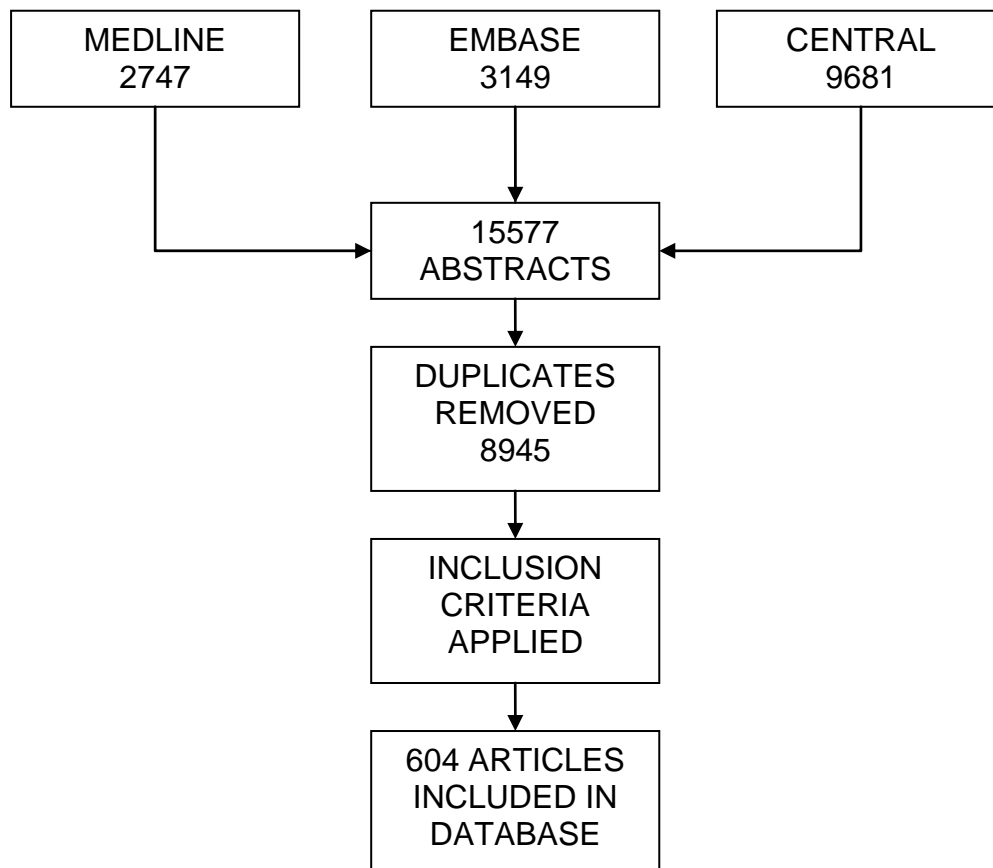 MEDLINE
2747
EMBASE
3149
CENTRAL
9681
15577
ABSTRACTS
DUPLICATES
REMOVED
8945
INCLUSION
CRITERIA
APPLIED
604 ARTICLES
INCLUDED IN
DATABASE